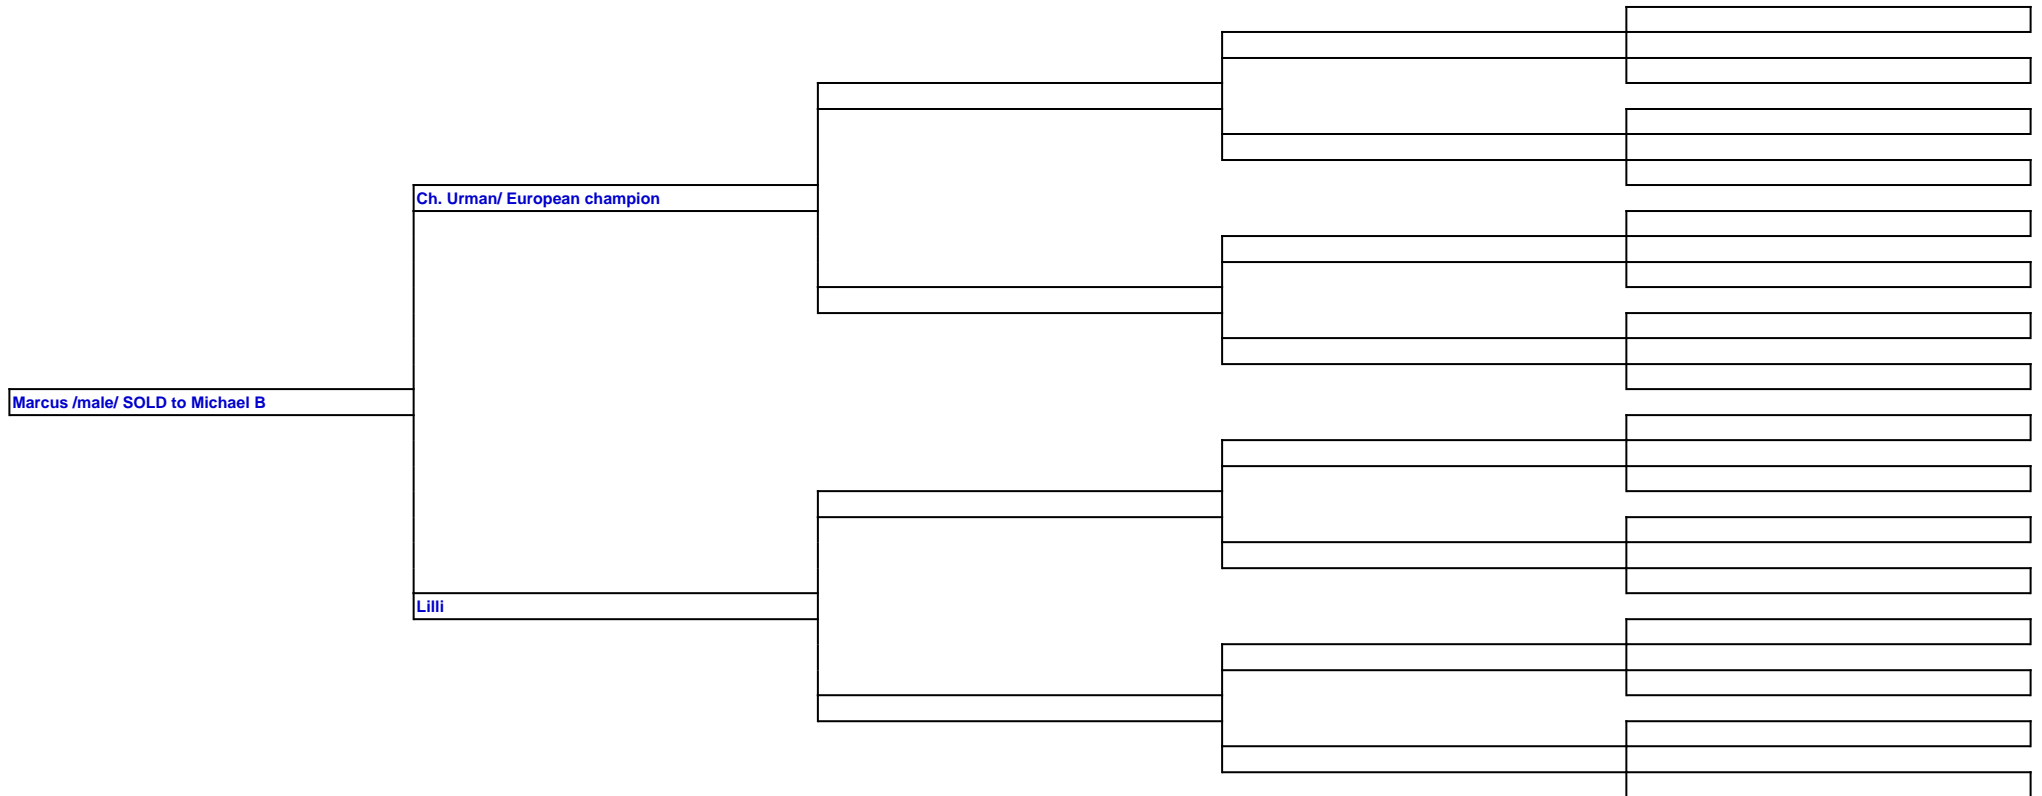 Ch. Urman/ European champion
Marcus /male/ SOLD to Michael B
Lilli